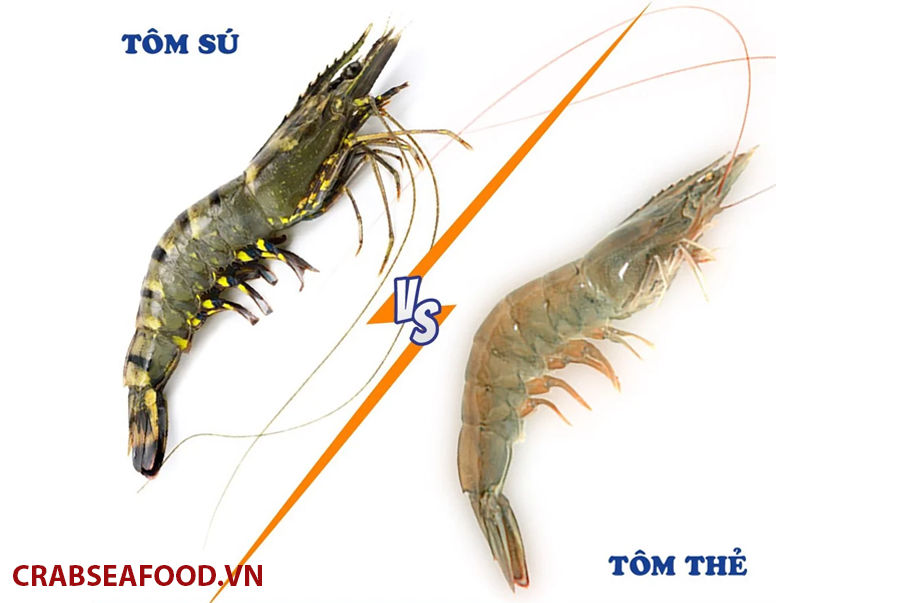 TÔM SÚ
VS
TÔM THẺ
CRABSEAFOOD.VN